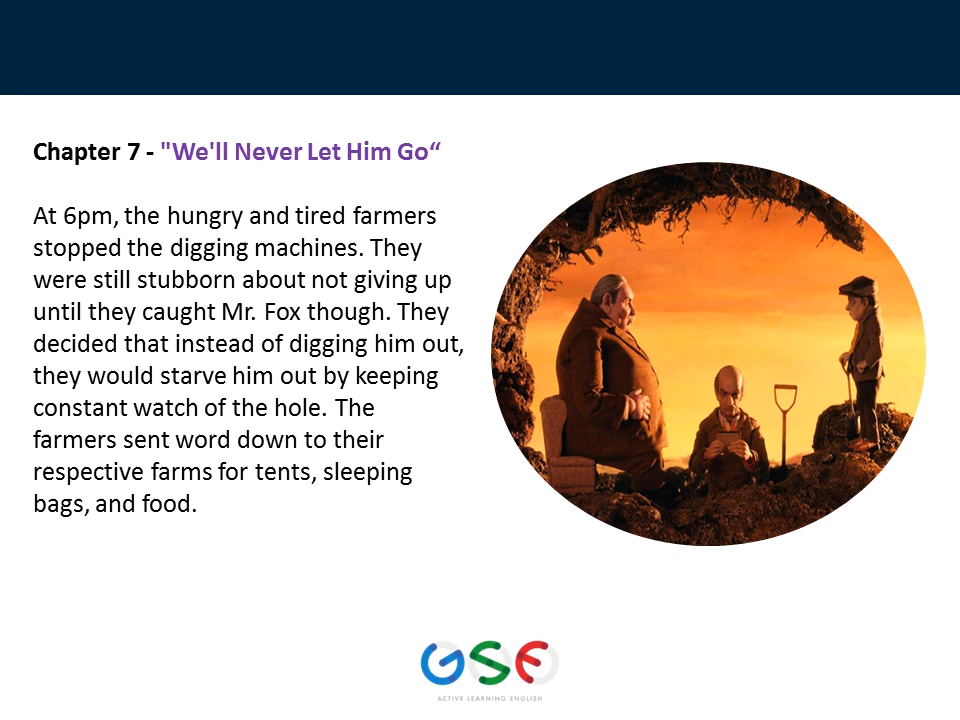 Chapter 7 - "We'll Never Let Him Go“
At 6pm, the hungry and tired farmers
stopped the digging machines. They
were still stubborn about not giving up
until they caught Mr. Fox though. They
decided that instead of digging him out,
they would starve him out by keeping
constant watch of the hole. The
farmers sent word down to their
respective farms for tents, sleeping
bags, and food.
GSE
ACTIVE LEARNING ENGLISH